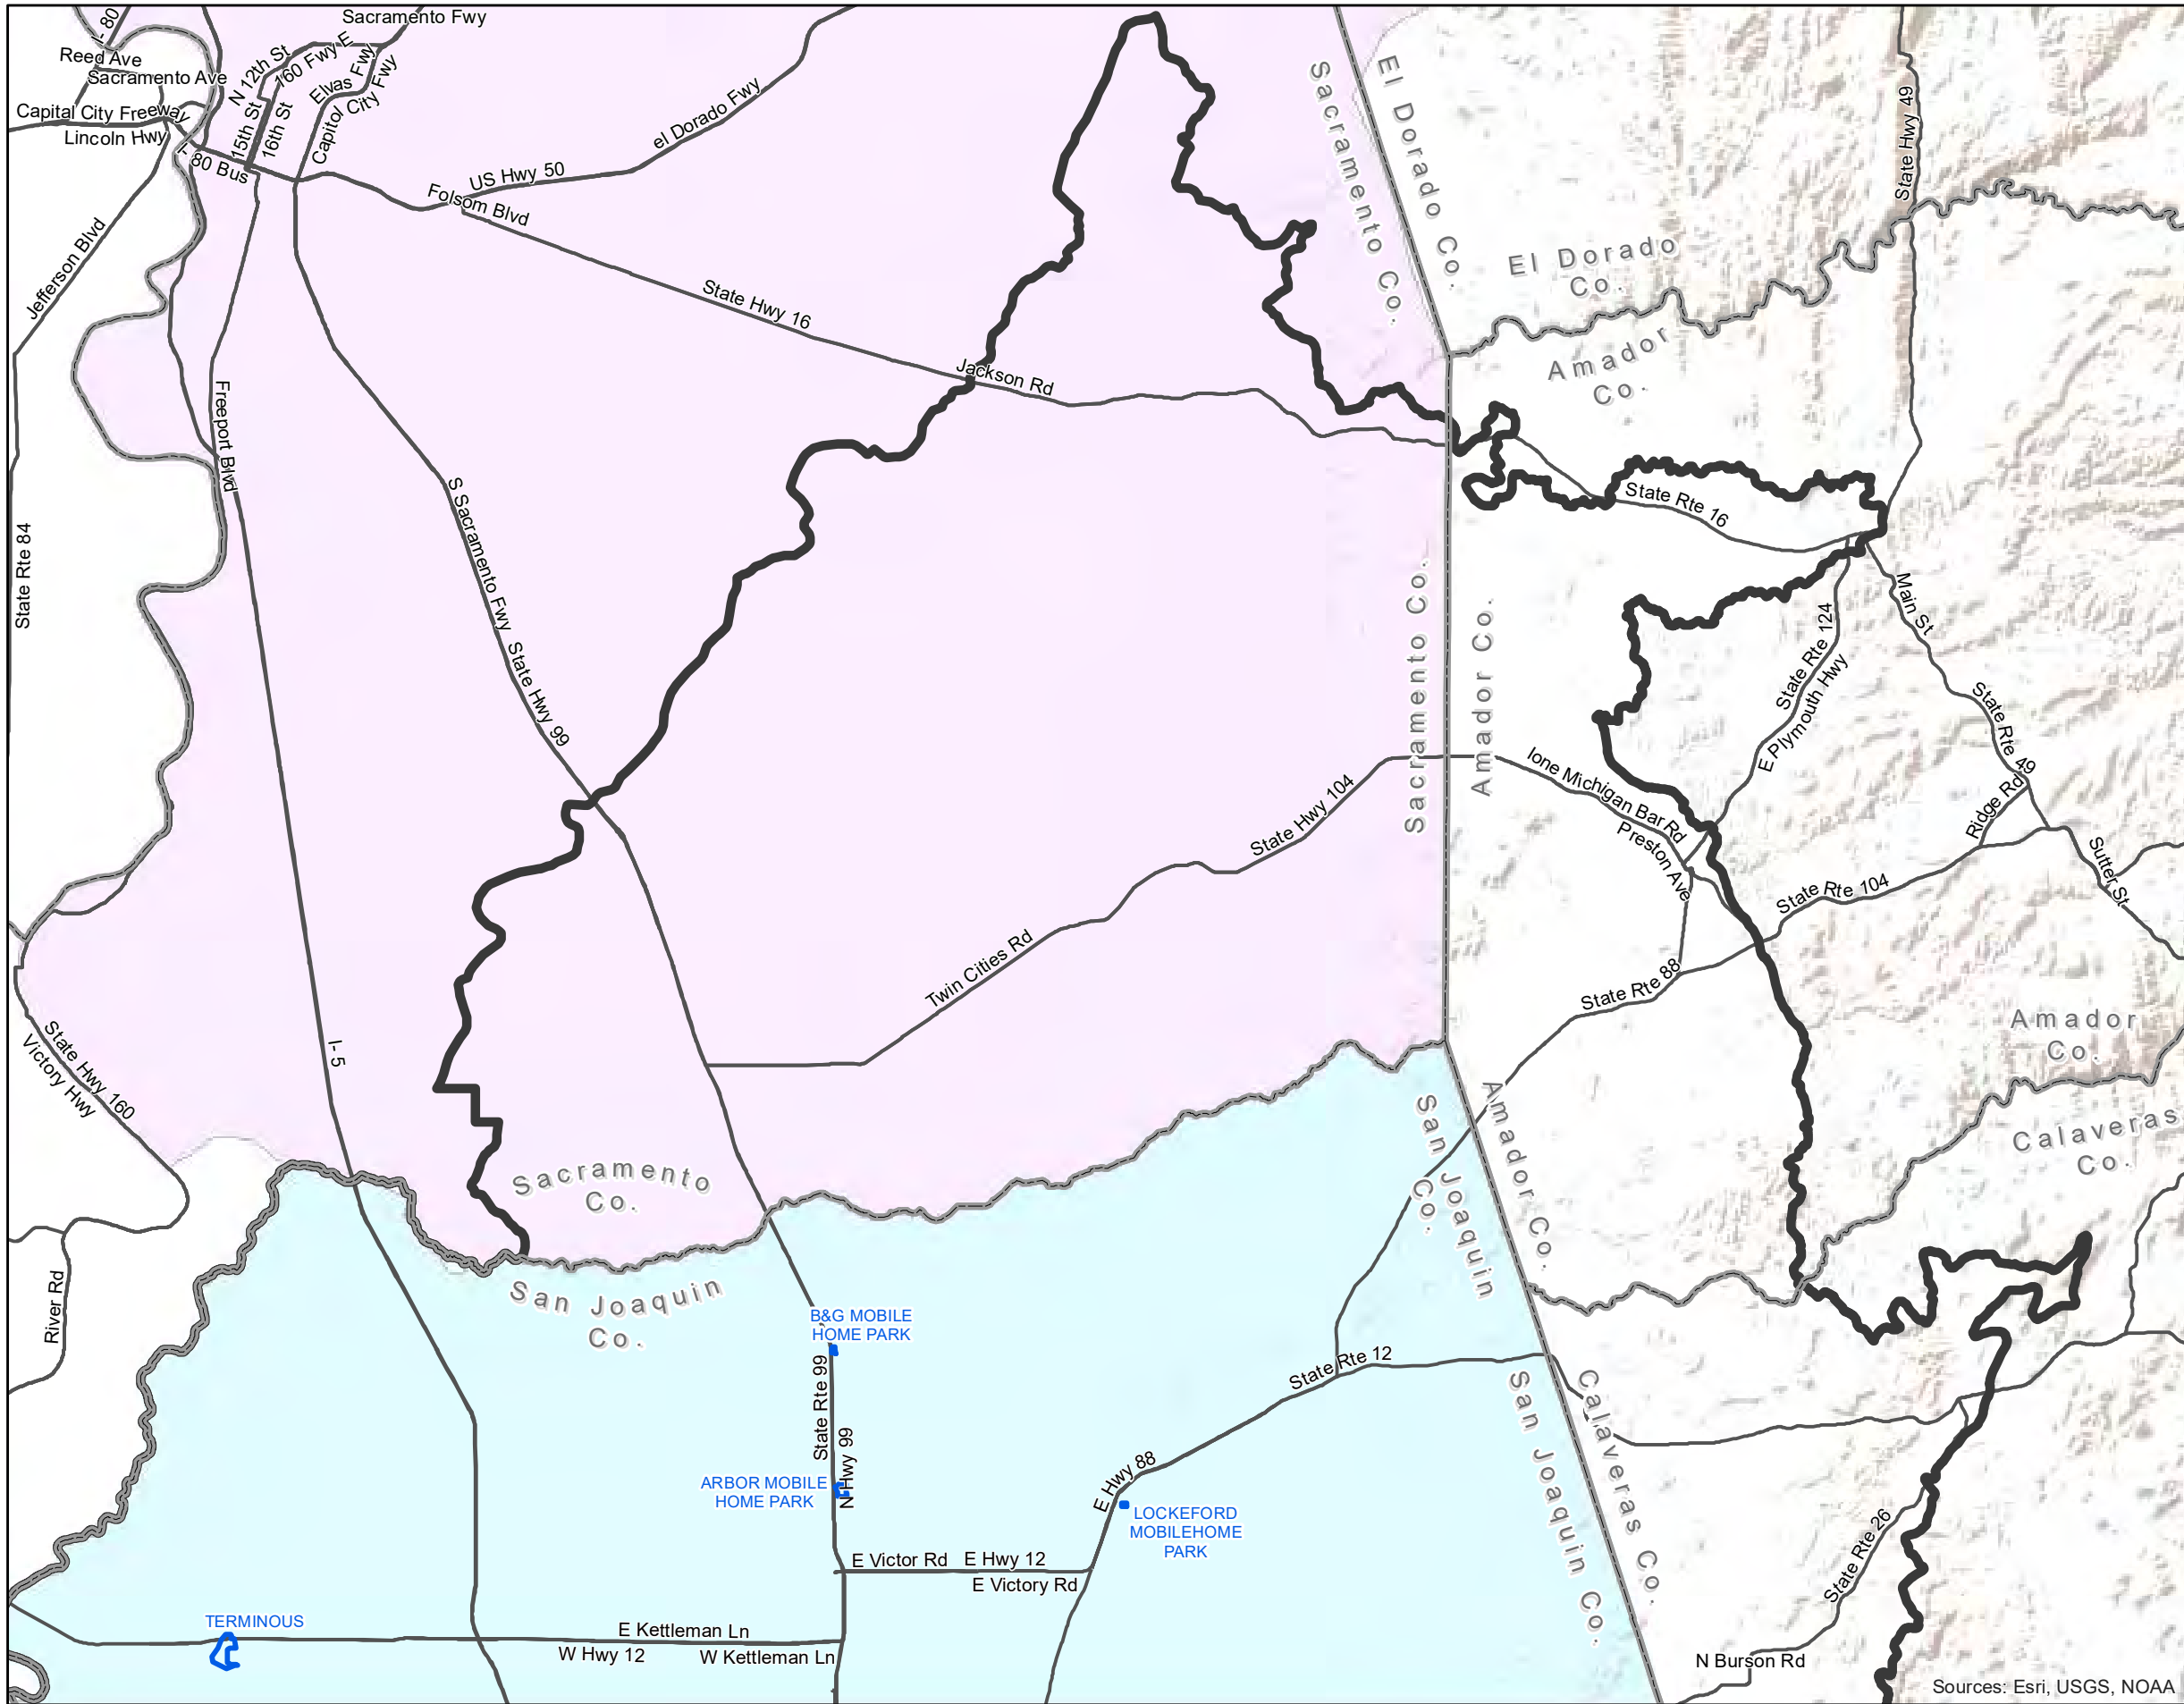 Sacramento Fwy
I- 80
Reed Ave
Sacramento Ave
N 12th St
160 Fwy E
Elvas Fwy
Capitol City Fwy
Capital City Freeway
Lincoln Hwy
15th St
16th St
I- 80 Bus
el Dorado Fwy
US Hwy 50
Folsom Blvd
Jefferson Blvd
State Hwy 16
Jackson Rd
Freeport Blvd
State Rte 84
S Sacramento Fwy
State Hwy 99
Sacramento Co.
El Dorado Co.
El Dorado
Co.
Amador
Co.
State Hwy 49
State Rte 16
Main St
State Rte 124
E Plymouth Hwy
State Rte 49
Ridge Rd
Sutter St
Sacramento Co.
Amador Co.
Ione Michigan Bar Rd
Preston Ave
State Hwy 104
State Rte 104
Twin Cities Rd
State Rte 88
I- 5
State Hwy 160
Victory Hwy
Amador
Co.
Calaveras
Co.
San Joaquin
Co.
Amador Co.
Sacramento
Co.
San Joaquin
Co.
River Rd
B&G MOBILE
HOME PARK
State Rte 99
N Hwy 99
State Rte 12
San Joaquin Co.
Calaveras Co.
ARBOR MOBILE
HOME PARK
E Hwy 88
LOCKEFORD
MOBILEHOME
PARK
E Victor Rd
E Hwy 12
E Victory Rd
State Rte 26
TERMINOUS
E Kettleman Ln
W Hwy 12
W Kettleman Ln
N Burson Rd
Sources: Esri, USGS, NOAA